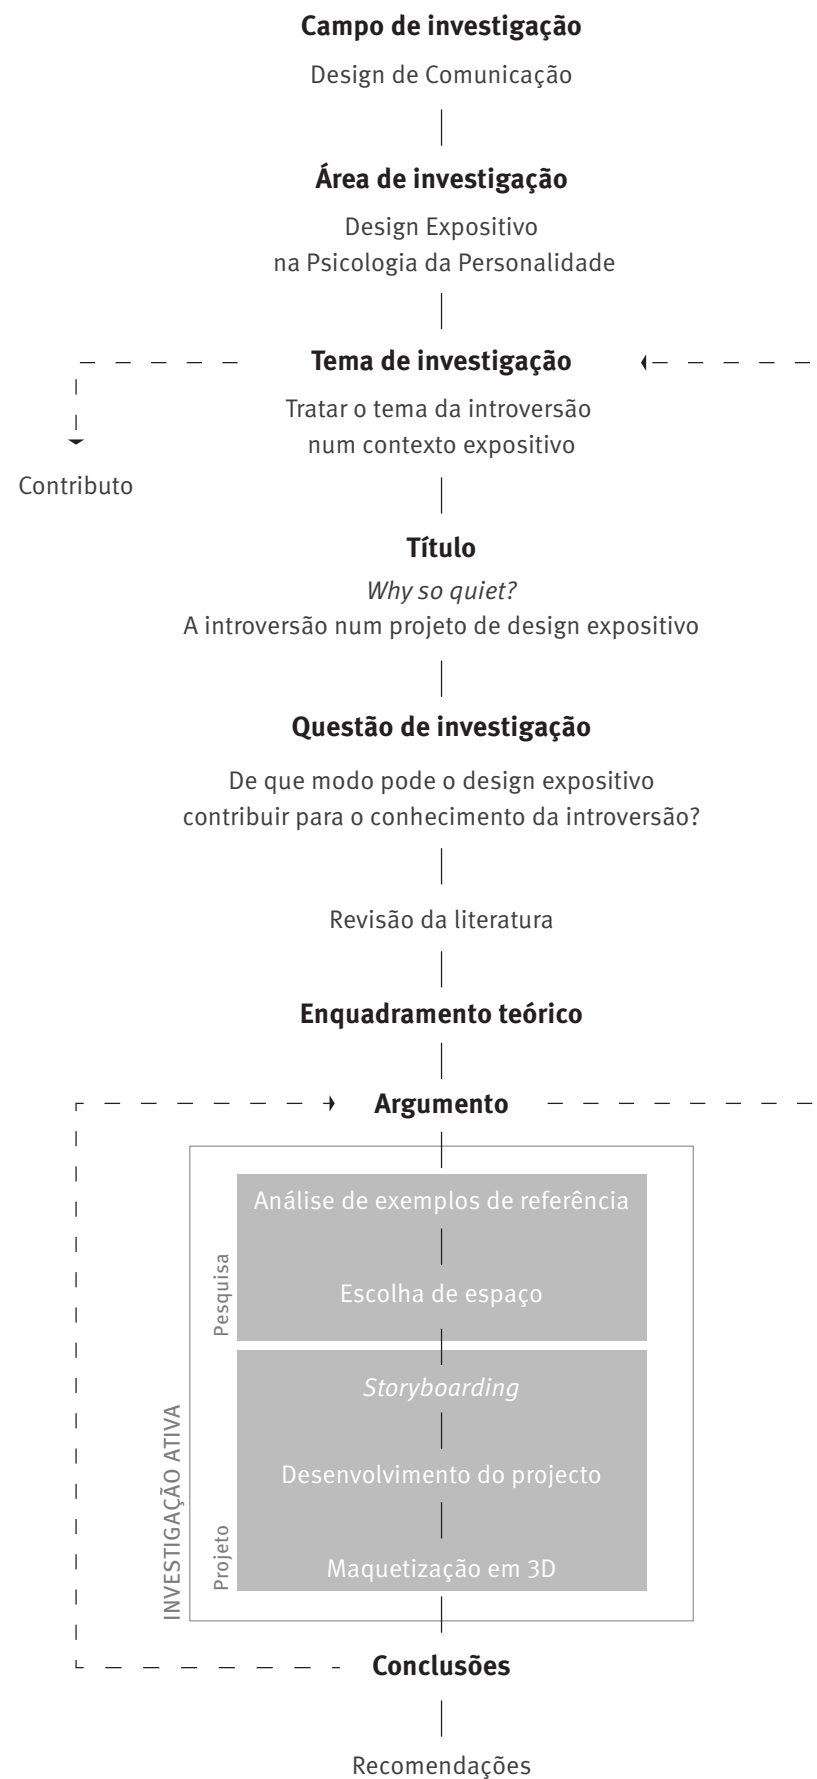 Campo de investigação
Design de Comunicação
Área de investigação
Design Expositivo
na Psicologia da Personalidade
Tema de investigação
Tratar o tema da introversão
num contexto expositivo
Contributo
Título
Why so quiet?
A introversão num projeto de design expositivo
Questão de investigação
De que modo pode o design expositivo
contribuir para o conhecimento da introversão?
Revisão da literatura
Enquadramento teórico
Argumento
INVESTIGAÇÃO ATIVA
Pesquisa
Análise de exemplos de referência
Escolha de espaço
Projeto
Storyboarding
Desenvolvimento do projecto
Maquetização em 3D
Conclusões
Recomendações